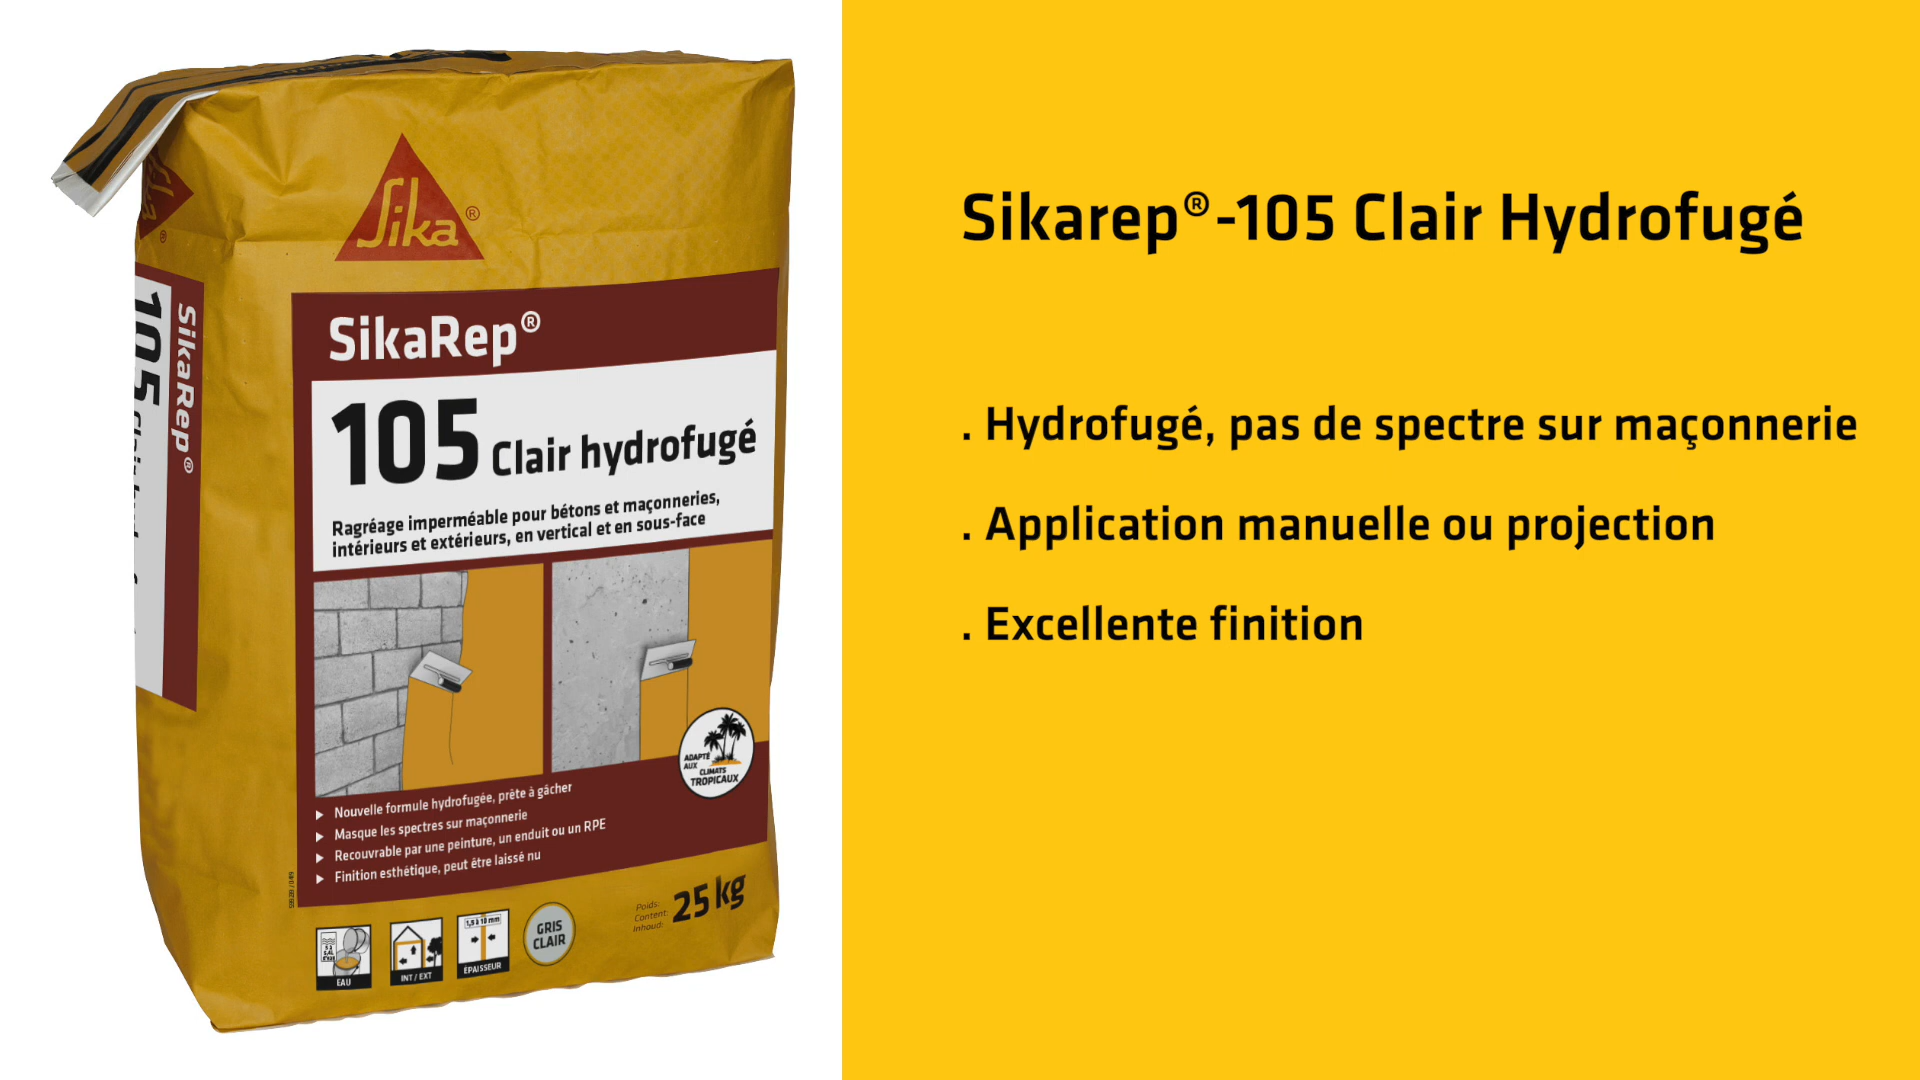 Sika®
SikaRep®
105 Clair hydrofugé
Ragréage imperméable pour bétons et maçonneries,
intérieurs et extérieurs, en vertical et en sous-face
ADAPTÉ
AUX
CLIMATS
TROPICAUX
Nouvelle formule hydrofugée, prête à gâcher
Masque les spectres sur maçonnerie
Recouvrable par une peinture, un enduit ou un RPE
Finition esthétique, peut être laissé nu
EAU
INT / EXT
1,5 à 10 mm
ÉPAISSEUR
GRIS
CLAIR
Poids:
Content:
Inhoud:
25 kg
SikaRep®
105
Sikarep®-105 Clair Hydrofugé
. Hydrofugé, pas de spectre sur maçonnerie
. Application manuelle ou projection
. Excellente finition